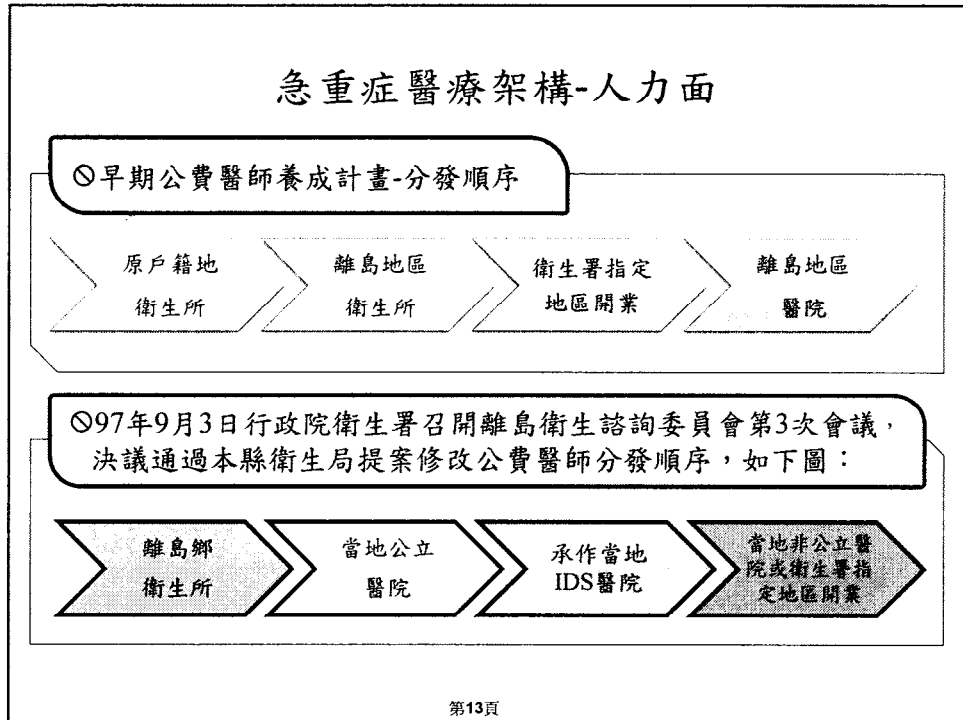 急重症醫療架構-人力面
⦸早期公費醫師養成計畫-分發順序
原戶籍地
衛生所
離島地區
衛生所
衛生署指定
地區開業
離島地區
醫院
⦸97年9月3日行政院衛生署召開離島衛生諮詢委員會第3次會議，
決議通過本縣衛生局提案修改公費醫師分發順序，如下圖：
離島鄉
衛生所
當地公立
醫院
承作當地
IDS醫院
當地非公立醫
院或衛生署指
定地區開業
第13頁